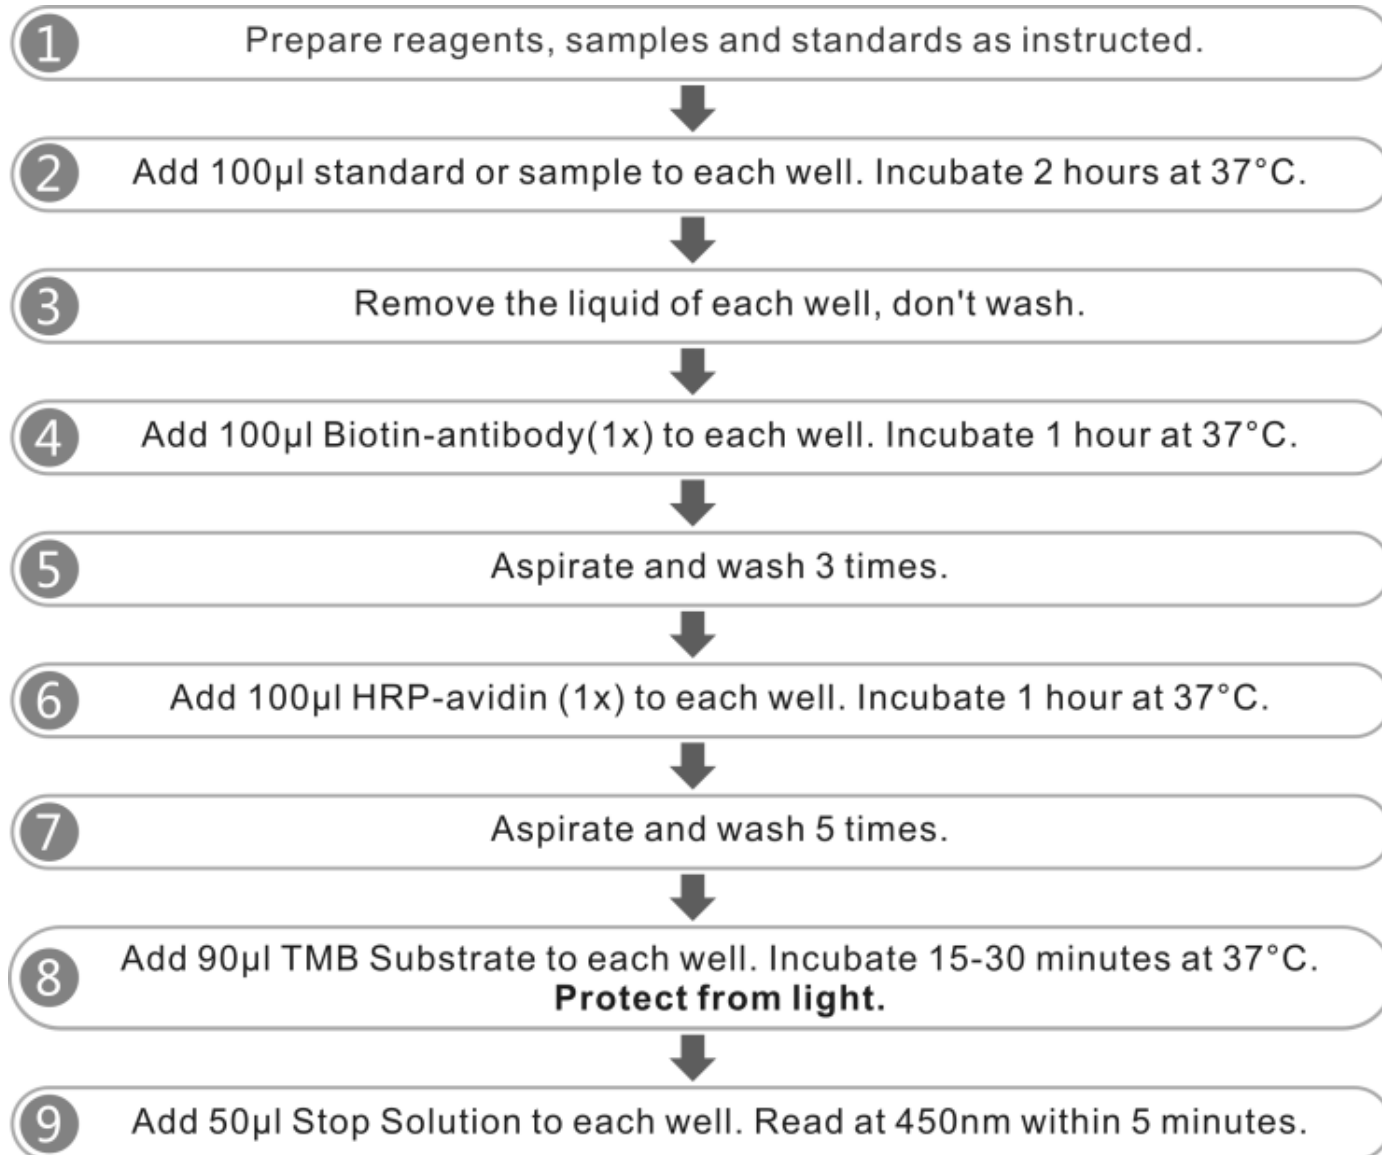 1 Prepare reagents, samples and standards as instructed.
2 Add 100µl standard or sample to each well. Incubate 2 hours at 37°C.
3 Remove the liquid of each well, don't wash.
4 Add 100µl Biotin-antibody(1x) to each well. Incubate 1 hour at 37°C.
5 Aspirate and wash 3 times.
6 Add 100µl HRP-avidin (1x) to each well. Incubate 1 hour at 37°C.
7 Aspirate and wash 5 times.
8 Add 90µl TMB Substrate to each well. Incubate 15-30 minutes at 37°C.
Protect from light.
9 Add 50µl Stop Solution to each well. Read at 450nm within 5 minutes.